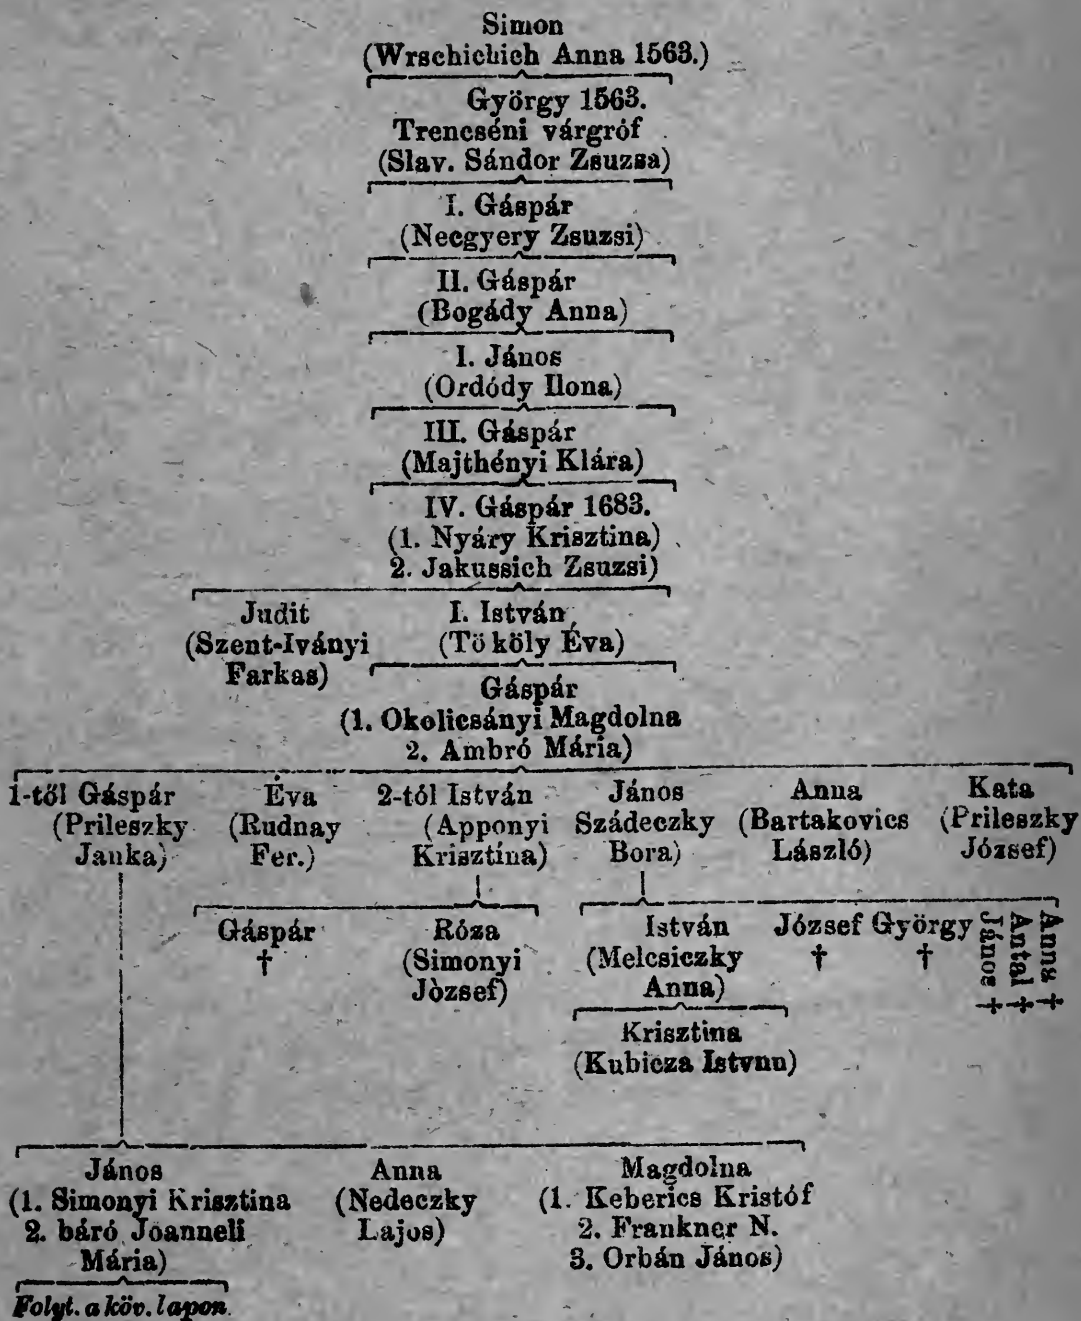 Simon
(Wrschichich Anna 1563.)
György 1563.
Trencséni várgróf
(Slav. Sándor Zsuzsa)
I. Gáspár
(Necgyery Zsuzsi)
II. Gáspár
(Bogády Anna)
I. János
(Ordódy Ilona)
III. Gáspár
(Majthényi Klára)
IV. Gáspár 1683.
(1. Nyáry Krisztina)
2. Jakussich Zsuzsi)
Judit I. István
(Szent-Iványi (Tököly Éva)
Farkas)
Gáspár
(1. Okolicsányi Magdolna
2. Ambró Mária)
1-től Gáspár Éva 2-tól István János Anna Kata
(Prileszky (Rudnay (Apponyi Szádeczky (Bartakovics (Prileszky
Janka) Fer.) Krisztina) Bora) László) József)
Gáspár Róza István József György János † Antal † Anna †
† (Simonyi (Melcsiczky † †
Jòzsef) Anna)
Krisztina
(Kubicza Istvnn)
János Anna Magdolna
(1. Simonyi Krisztina (Nedeczky (1. Keberics Kristóf
2. báró Joanneli Lajos) 2. Frankner N.
Mária) 3. Orbán János)
Folyt. a köv. lapon.